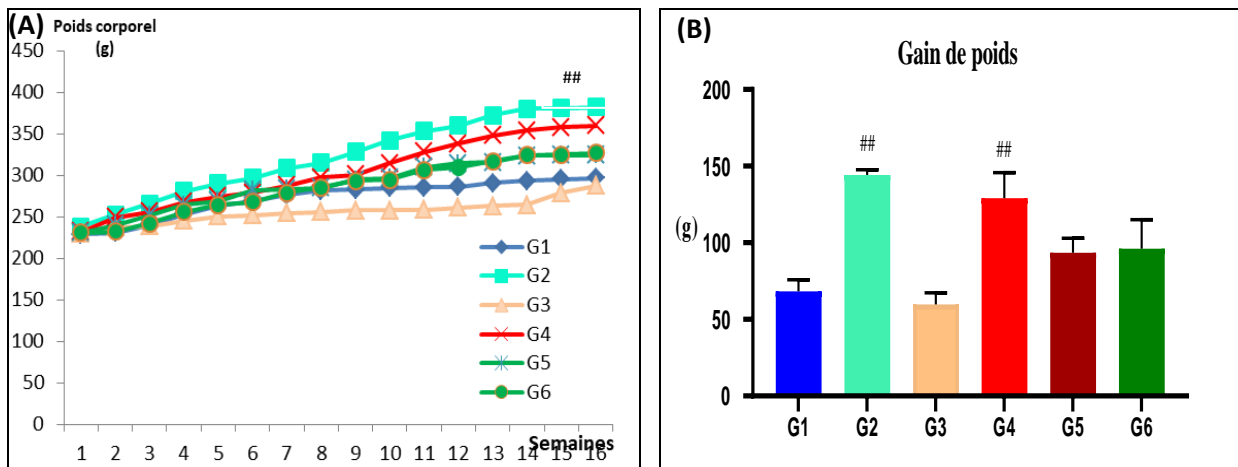 (A) Poids corporel
(g)
450
400
350
300
250
200
150
100
50
0
##
G1
G2
G3
G4
G5
G6
Semaines
1 2 3 4 5 6 7 8 9 10 11 12 13 14 15 16
(B)
Gain de poids
200
150
100
50
0
(g)
## ##
G1 G2 G3 G4 G5 G6